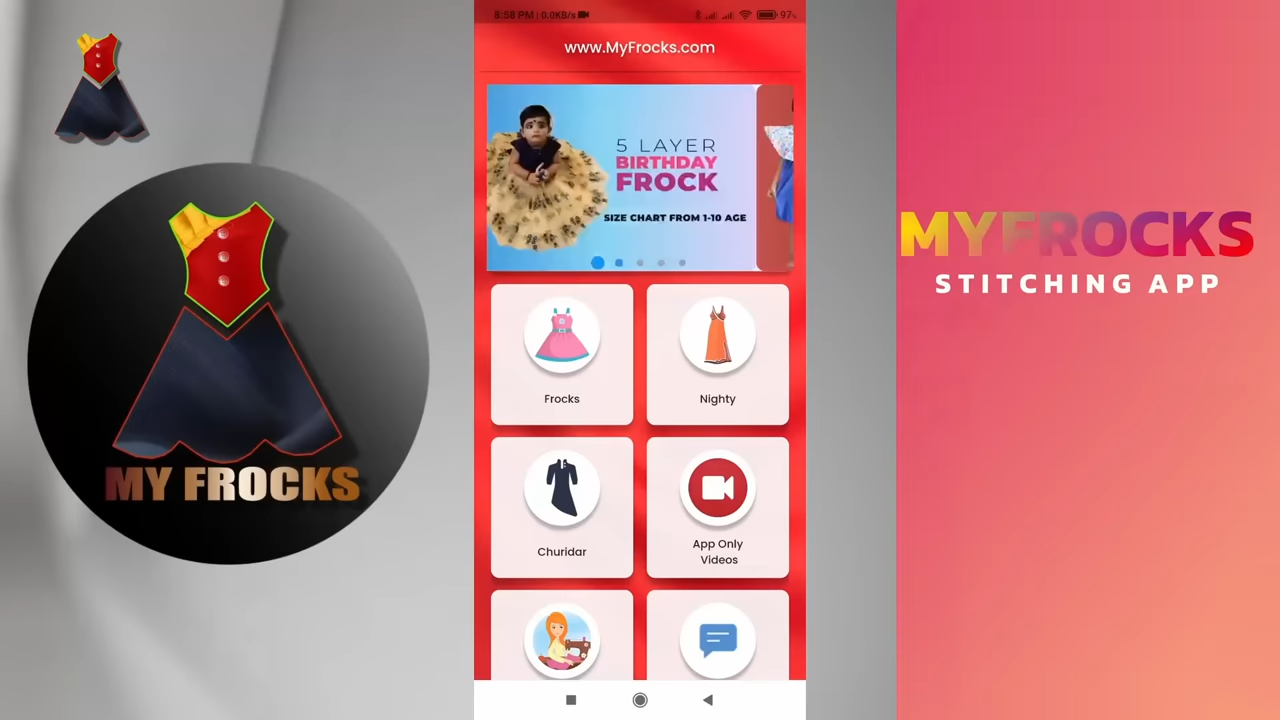 MY FROCKS
8:58 PM | 0.0KB/s
97%
www.MyFrocks.com
5 LAYER
BIRTHDAY
FROCK
SIZE CHART FROM 1-10 AGE
Frocks
Nighty
Churidar
App Only
Videos
MYFROCKS
STITCHING APP